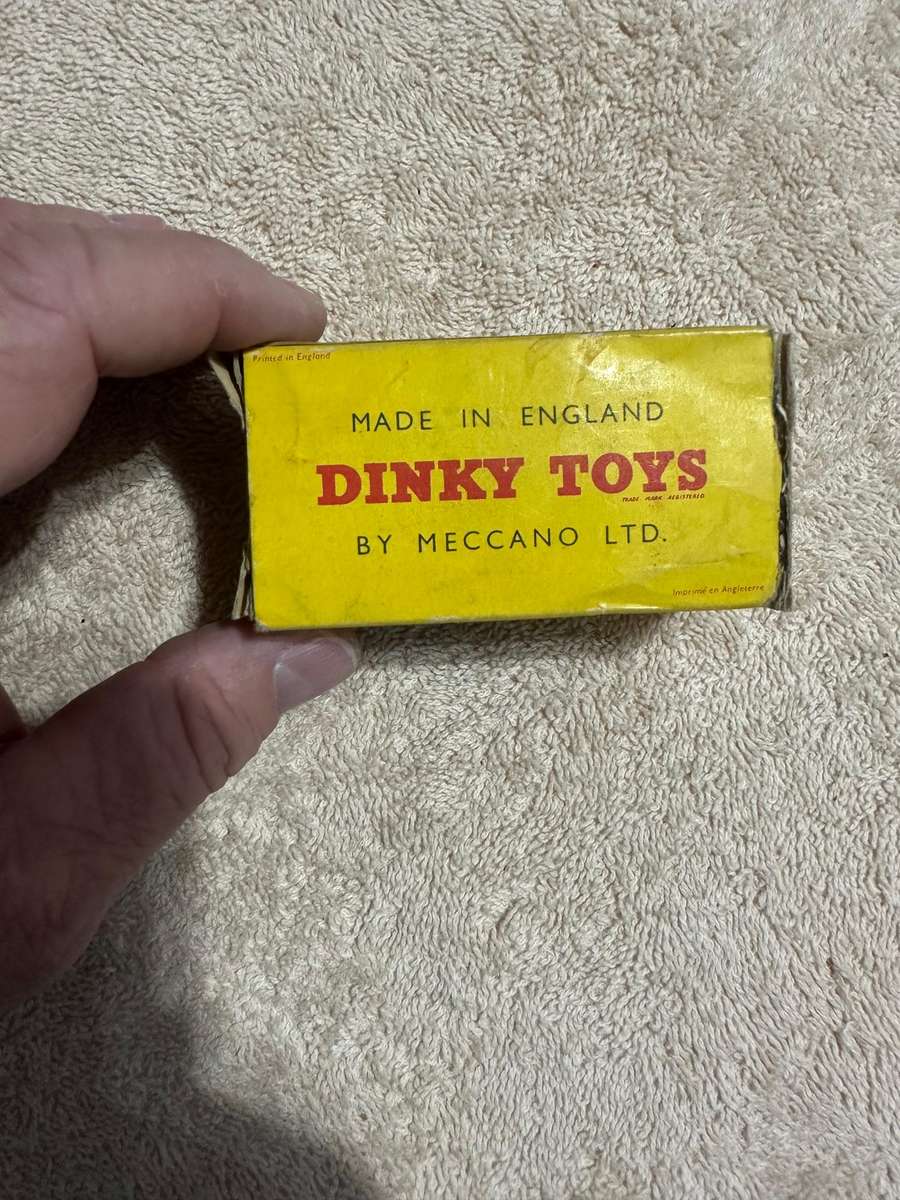 Printed in England
MADE IN ENGLAND
DINKY TOYS
TRADE MARK REGISTERED
BY MECCANO LTD.
Imprimé en Angleterre